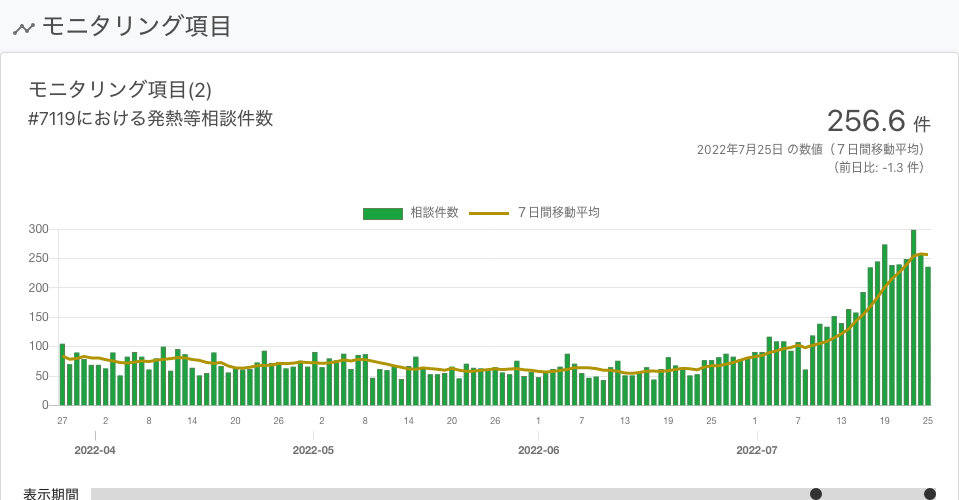 モニタリング項目
モニタリング項目(2)
#7119における発熱等相談件数
256.6 件
2022年7月25日 の数値（７日間移動平均）
（前日比: -1.3 件）
相談件数 ７日間移動平均
300
250
200
150
100
50
0
27 2 8 14 20 26 2 8 14 20 26 1 7 13 19 25 1 7 13 19 25
2022-04 2022-05 2022-06 2022-07
表示期間